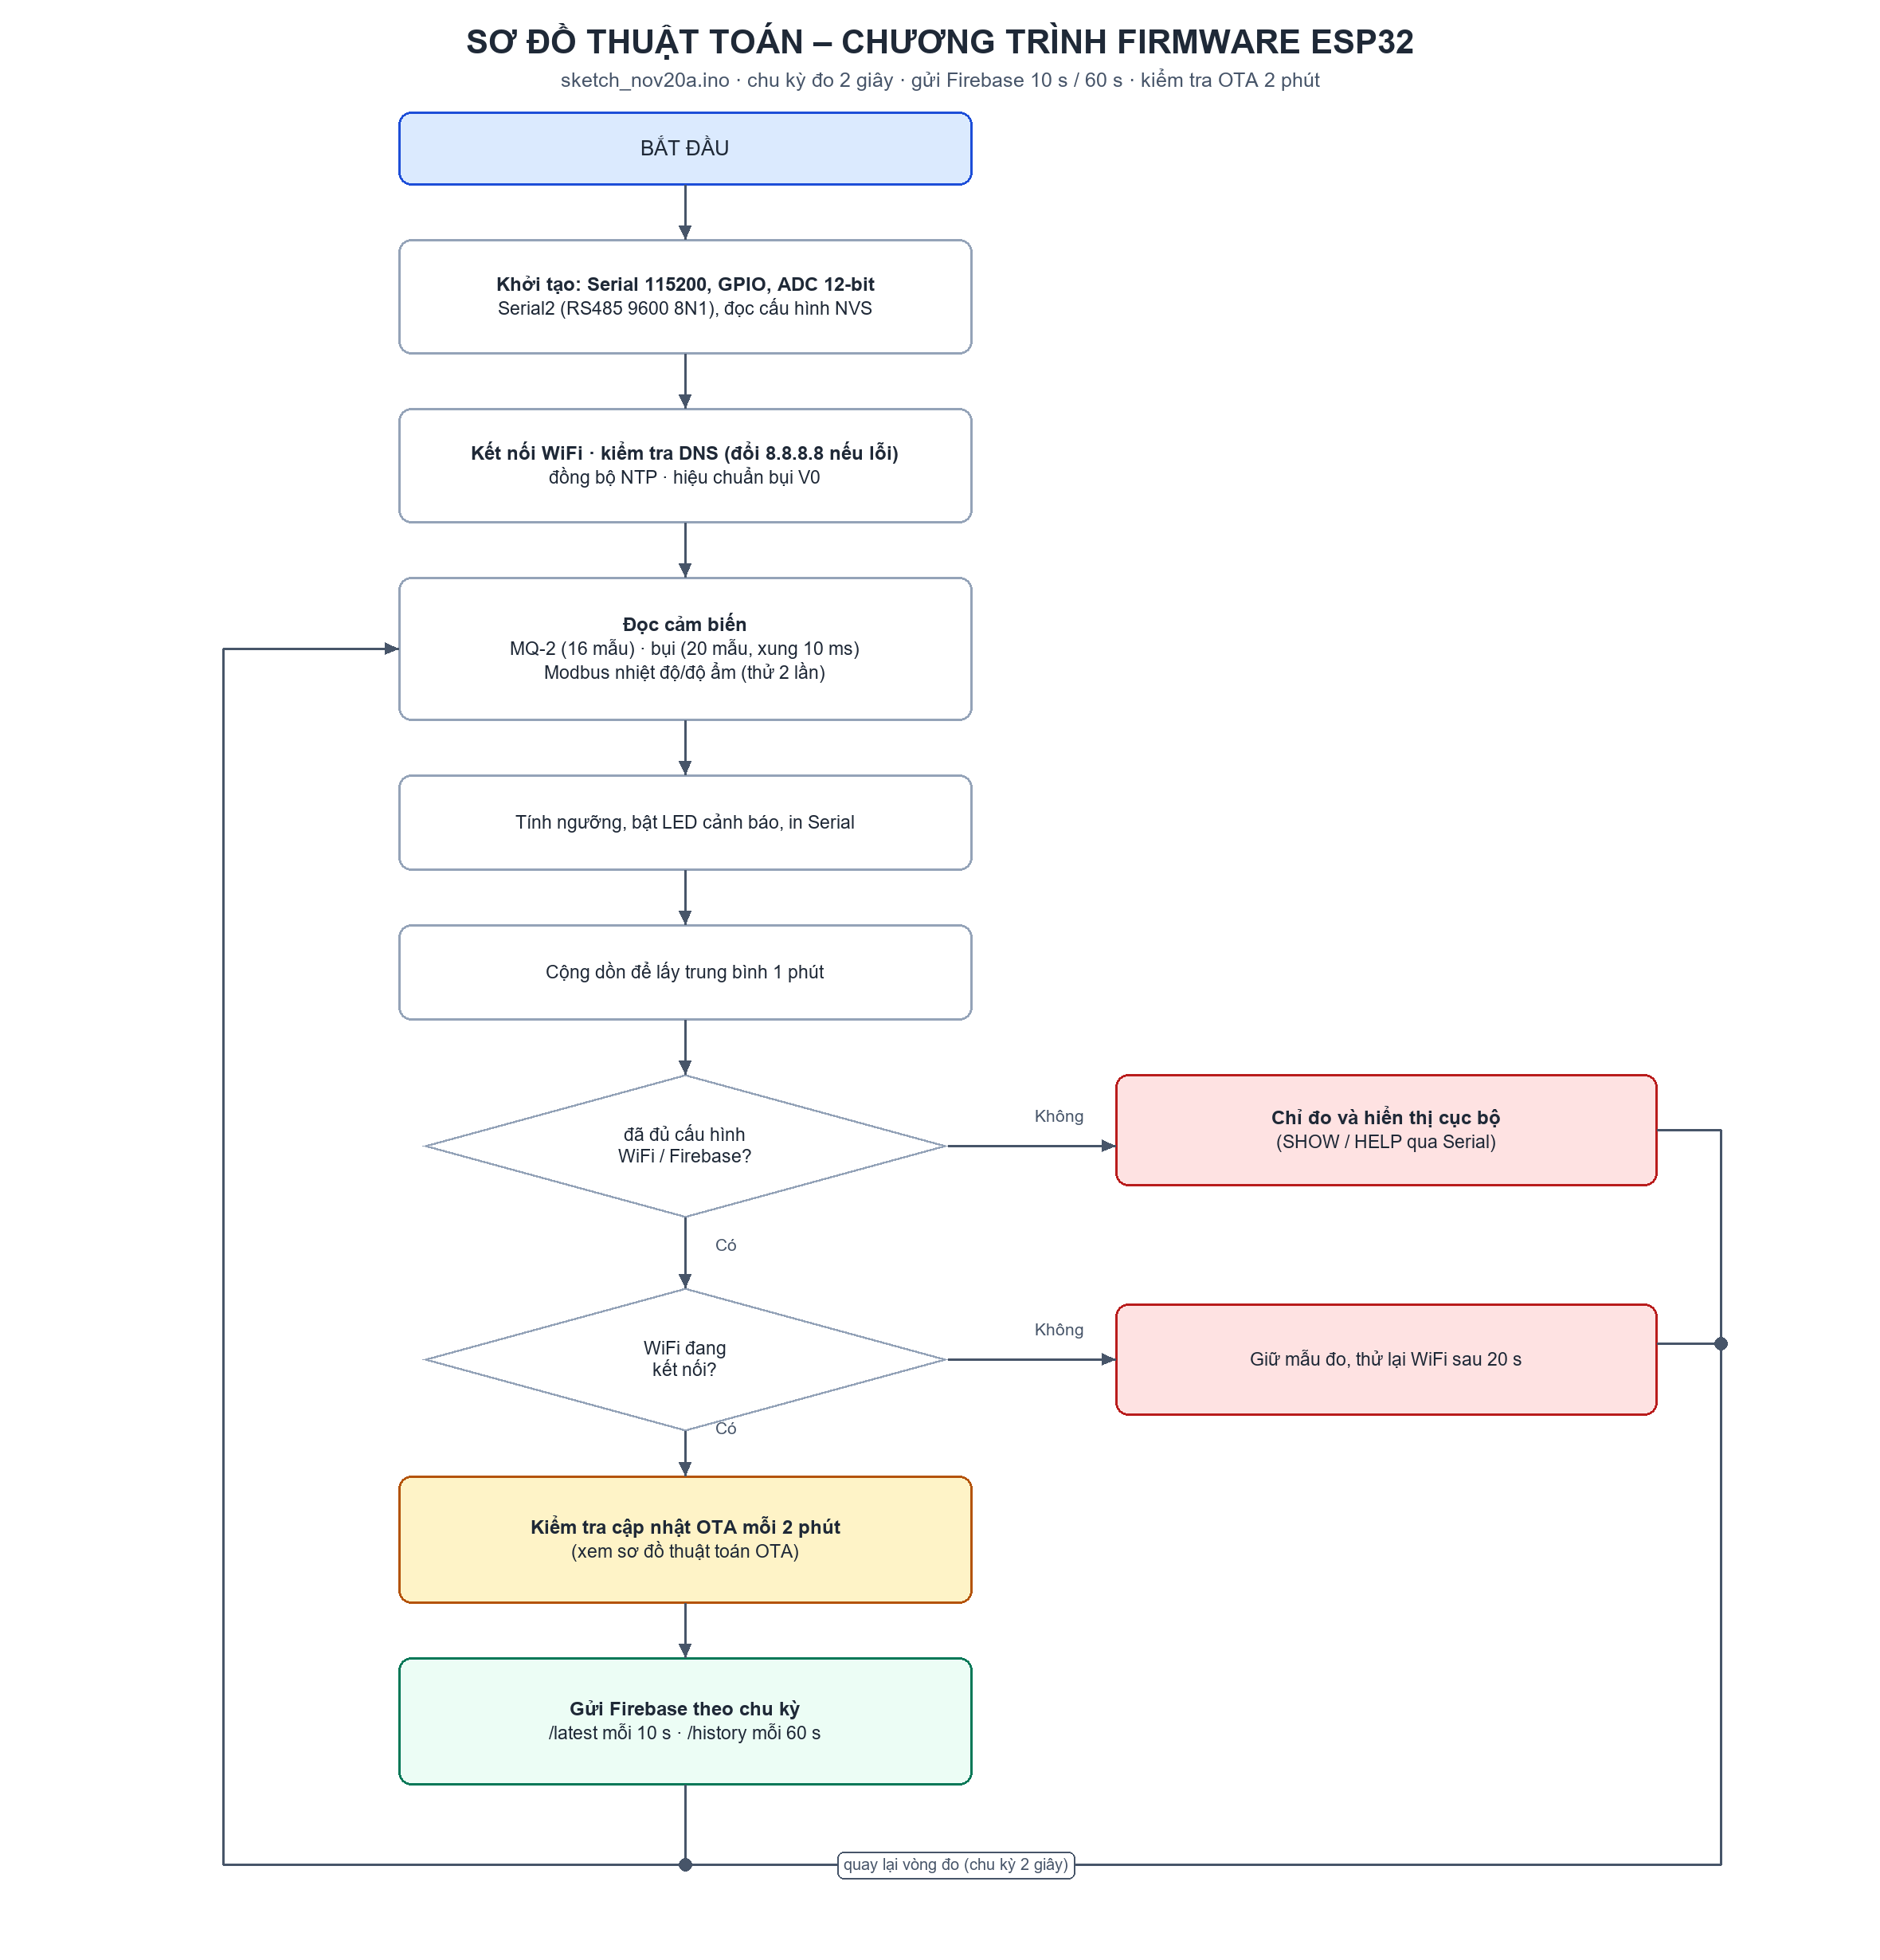 SƠ ĐỒ THUẬT TOÁN – CHƯƠNG TRÌNH FIRMWARE ESP32
sketch_nov20a.ino · chu kỳ đo 2 giây · gửi Firebase 10 s / 60 s · kiểm tra OTA 2 phút
BẮT ĐẦU
Khởi tạo: Serial 115200, GPIO, ADC 12-bit
Serial2 (RS485 9600 8N1), đọc cấu hình NVS
Kết nối WiFi · kiểm tra DNS (đổi 8.8.8.8 nếu lỗi)
đồng bộ NTP · hiệu chuẩn bụi V0
Đọc cảm biến
MQ-2 (16 mẫu) · bụi (20 mẫu, xung 10 ms)
Modbus nhiệt độ/độ ẩm (thử 2 lần)
Tính ngưỡng, bật LED cảnh báo, in Serial
Cộng dồn để lấy trung bình 1 phút
đã đủ cấu hình
WiFi / Firebase?
Không
Chỉ đo và hiển thị cục bộ
(SHOW / HELP qua Serial)
Có
WiFi đang
kết nối?
Không
Giữ mẫu đo, thử lại WiFi sau 20 s
Có
Kiểm tra cập nhật OTA mỗi 2 phút
(xem sơ đồ thuật toán OTA)
Gửi Firebase theo chu kỳ
/latest mỗi 10 s · /history mỗi 60 s
quay lại vòng đo (chu kỳ 2 giây)